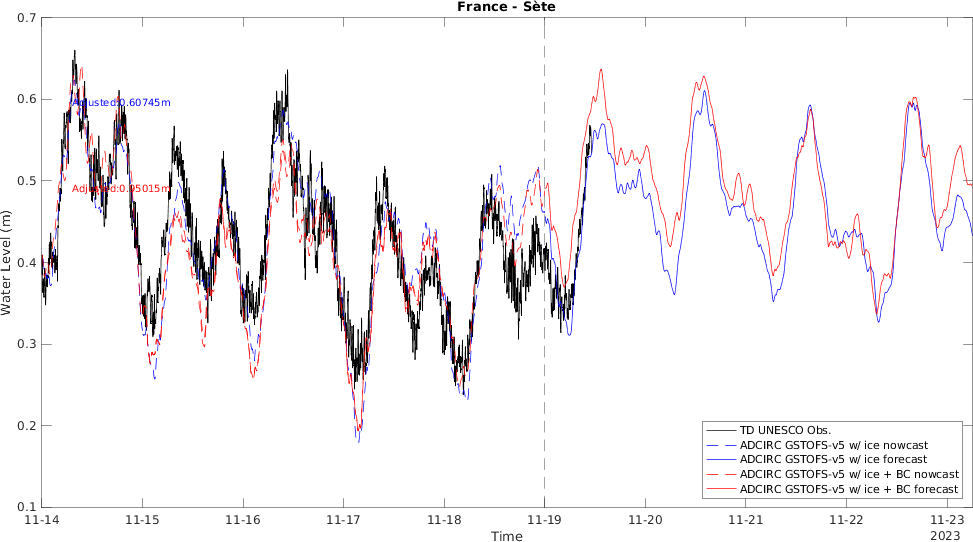 France - Sète
0.7
0.6
0.5
0.4
0.3
0.2
0.1
Water Level (m)
Adjusted:0.60745m
Adjusted:0.05015m
TD UNESCO Obs.
ADCIRC GSTOFS-v5 w/ ice nowcast
ADCIRC GSTOFS-v5 w/ ice forecast
ADCIRC GSTOFS-v5 w/ ice + BC nowcast
ADCIRC GSTOFS-v5 w/ ice + BC forecast
11-14 11-15 11-16 11-17 11-18 11-19 11-20 11-21 11-22 11-23
Time
2023